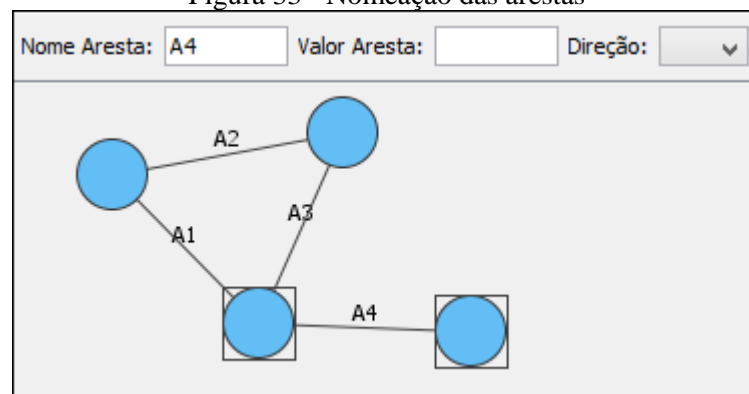 Figura 33 - Nomeação das arestas
Nome Aresta: A4 Valor Aresta: Direção:
A2
A3
A1
A4